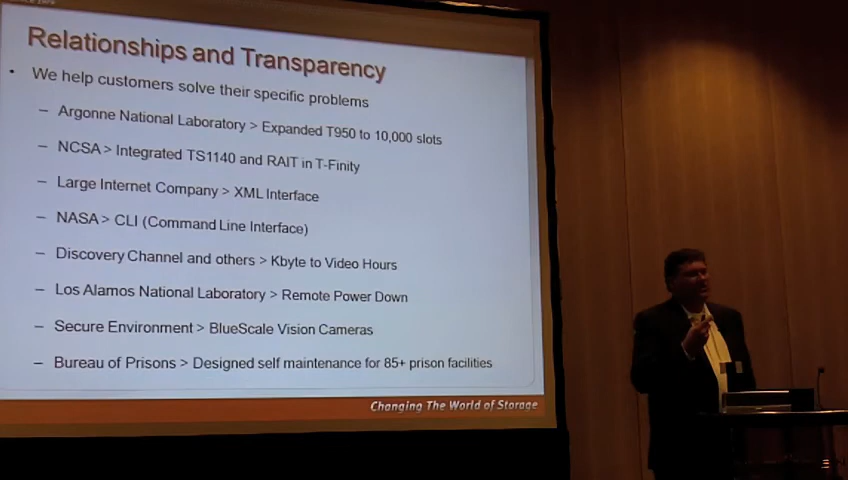 Relationships and Transparency
• We help customers solve their specific problems
– Argonne National Laboratory > Expanded T950 to 10,000 slots
– NCSA > Integrated TS1140 and RAIT in T-Finity
– Large Internet Company > XML Interface
– NASA > CLI (Command Line Interface)
– Discovery Channel and others > Kbyte to Video Hours
– Los Alamos National Laboratory > Remote Power Down
– Secure Environment > BlueScale Vision Cameras
– Bureau of Prisons > Designed self maintenance for 85+ prison facilities
Changing The World of Storage